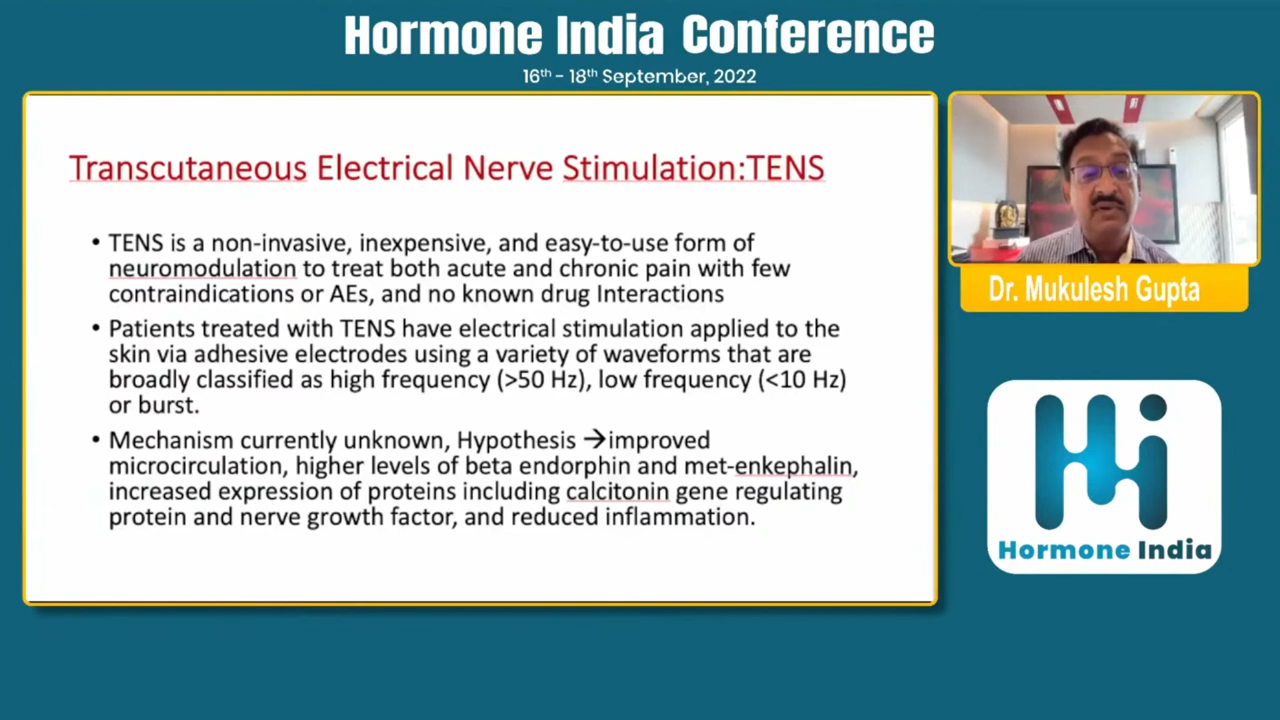 Hormone India Conference
16th - 18th September, 2022
Transcutaneous Electrical Nerve Stimulation:TENS
• TENS is a non-invasive, inexpensive, and easy-to-use form of
neuromodulation to treat both acute and chronic pain with few
contraindications or AEs, and no known drug Interactions
• Patients treated with TENS have electrical stimulation applied to the
skin via adhesive electrodes using a variety of waveforms that are
broadly classified as high frequency (>50 Hz), low frequency (<10 Hz)
or burst.
• Mechanism currently unknown, Hypothesis →improved
microcirculation, higher levels of beta endorphin and met-enkephalin,
increased expression of proteins including calcitonin gene regulating
protein and nerve growth factor, and reduced inflammation.
Dr. Mukulesh Gupta
Hormone India